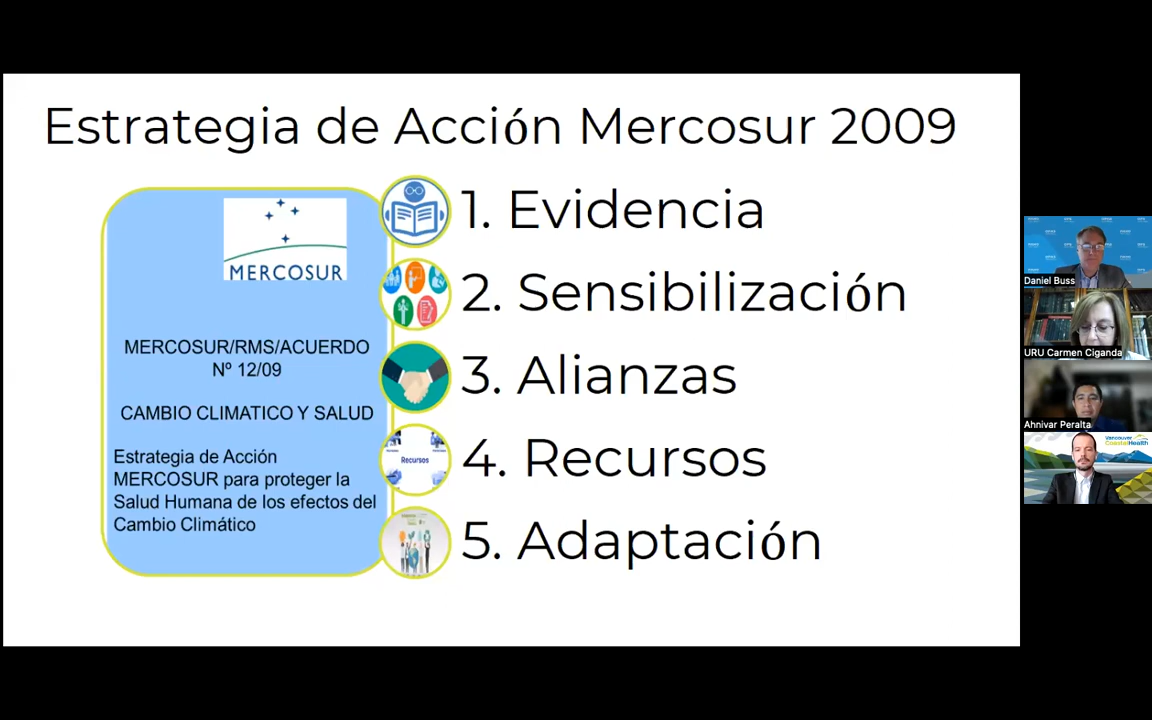 Estrategia de Acción Mercosur 2009
MERCOSUR
MERCOSUR/RMS/ACUERDO
Nº 12/09
CAMBIO CLIMATICO Y SALUD
Estrategia de Acción
MERCOSUR para proteger la
Salud Humana de los efectos del
Cambio Climático
1. Evidencia
2. Sensibilización
3. Alianzas
Recursos
4. Recursos
5. Adaptación
Daniel Buss
URU Carmen Ciganda
Ahnivar Peralta
Vancouver
CoastalHealth